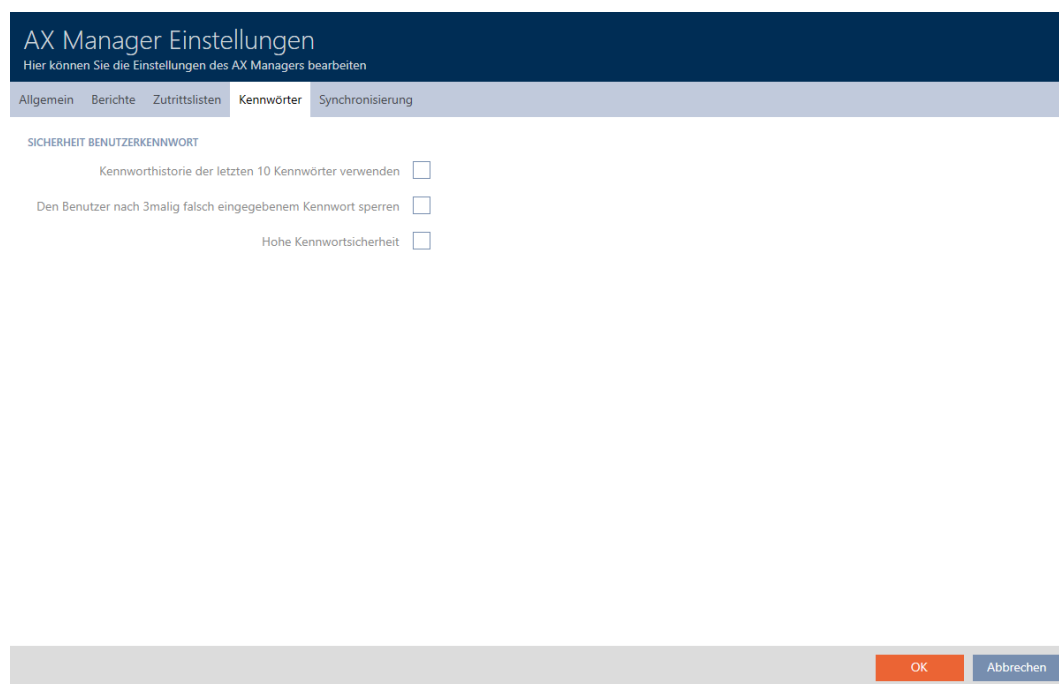 AX Manager Einstellungen
Hier können Sie die Einstellungen des AX Managers bearbeiten
Allgemein Berichte Zutrittslisten Kennwörter Synchronisierung
SICHERHEIT BENUTZERKENNWORT
Kennworthistorie der letzten 10 Kennwörter verwenden
Den Benutzer nach 3malig falsch eingegebenem Kennwort sperren
Hohe Kennwortsicherheit
OK Abbrechen